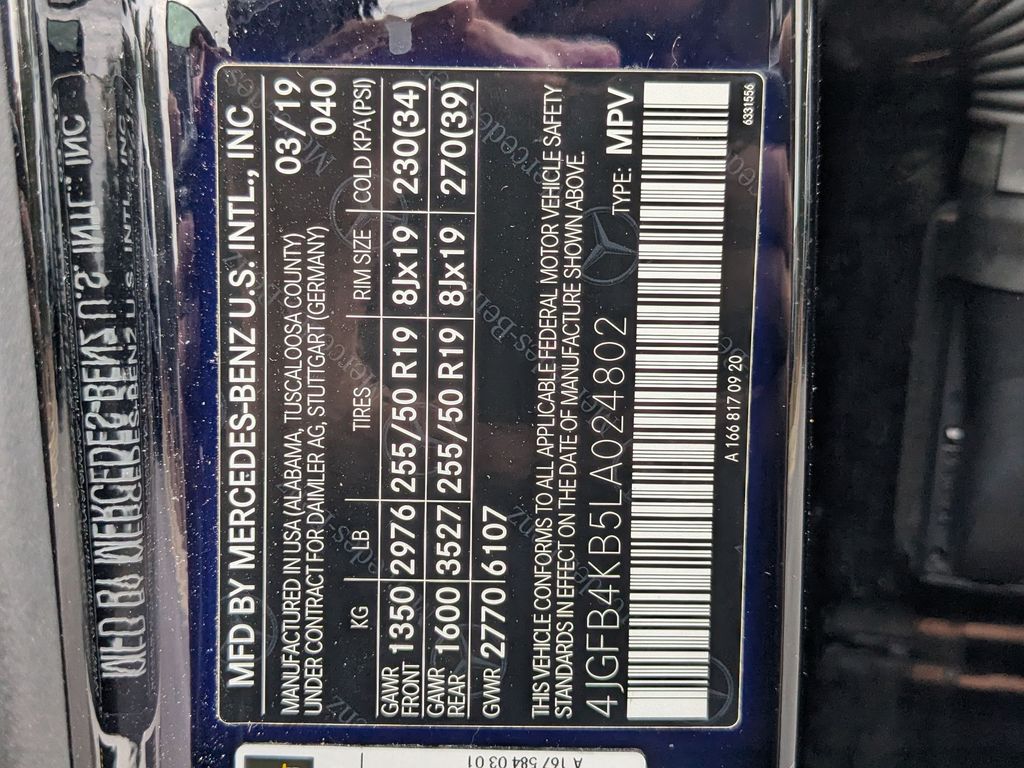 MFD BY MERCEDES-BENZ U.S. INTL., INC
03/19
MANUFACTURED IN USA (ALABAMA, TUSCALOOSA COUNTY)
UNDER CONTRACT FOR DAIMLER AG, STUTTGART (GERMANY)
040
KG LB TIRES RIM SIZE COLD KPA(PSI)
GAWR FRONT 1350 2976 255/50 R19 8Jx19 230(34)
GAWR REAR 1600 3527 255/50 R19 8Jx19 270(39)
GWWR 2770 6107
THIS VEHICLE CONFORMS TO ALL APPLICABLE FEDERAL MOTOR VEHICLE SAFETY
STANDARDS IN EFFECT ON THE DATE OF MANUFACTURE SHOWN ABOVE.
4JGFB4KB5LA024802 TYPE: MPV
A 166 817 09 20
6331556
A 167 584 03 01